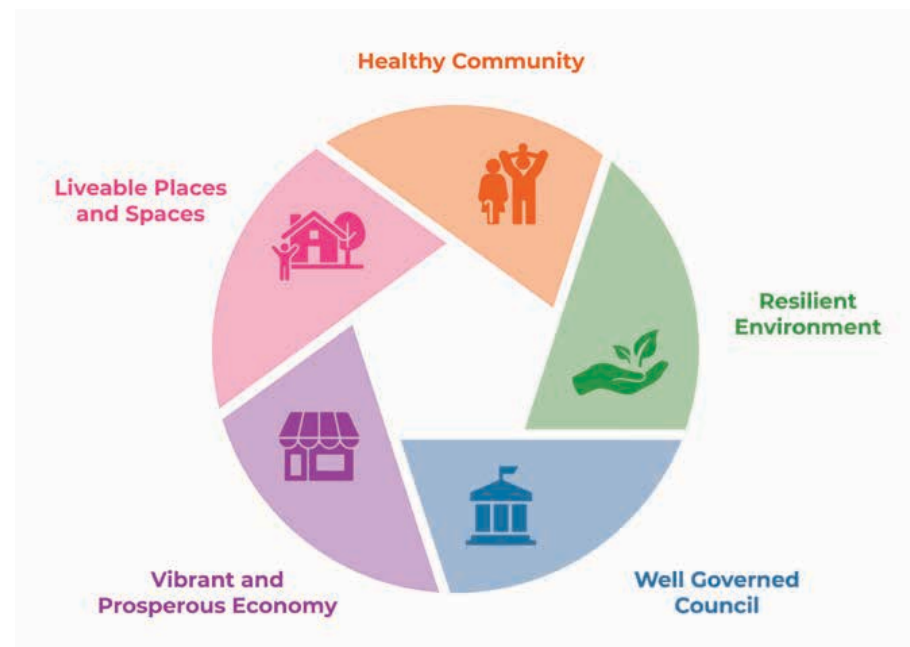 Healthy Community
Liveable Places
and Spaces
Resilient
Environment
Vibrant and
Prosperous Economy
Well Governed
Council